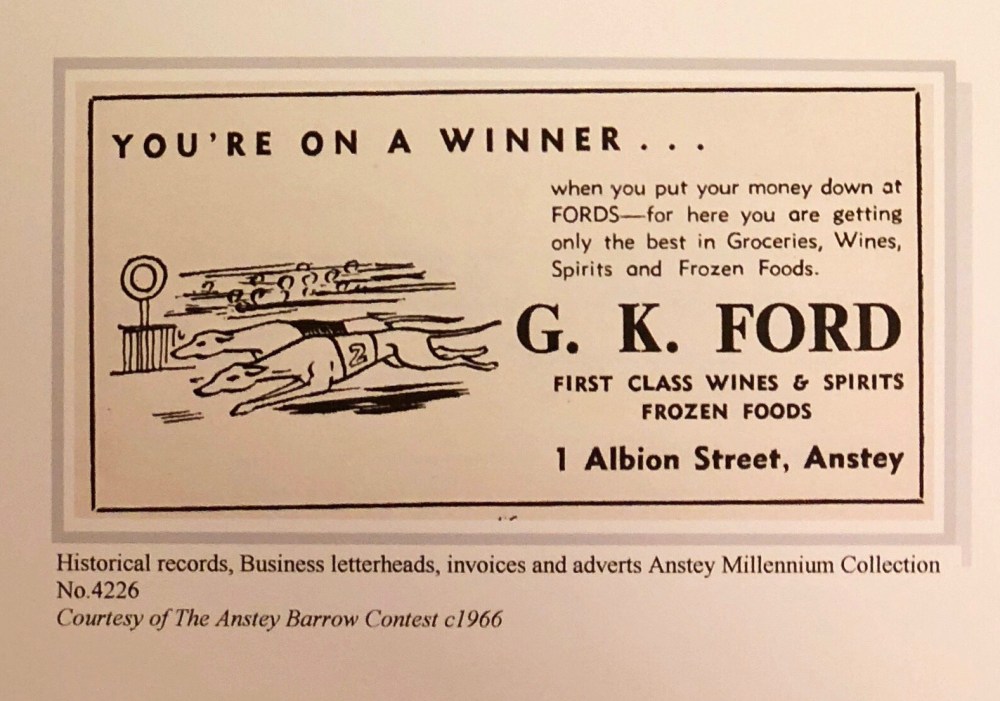 YOU'RE ON A WINNER . . .
when you put your money down at
FORDS—for here you are getting
only the best in Groceries, Wines,
Spirits and Frozen Foods.
2
G. K. FORD
FIRST CLASS WINES & SPIRITS
FROZEN FOODS
1 Albion Street, Anstey
Historical records, Business letterheads, invoices and adverts Anstey Millennium Collection
No.4226
Courtesy of The Anstey Barrow Contest c1966